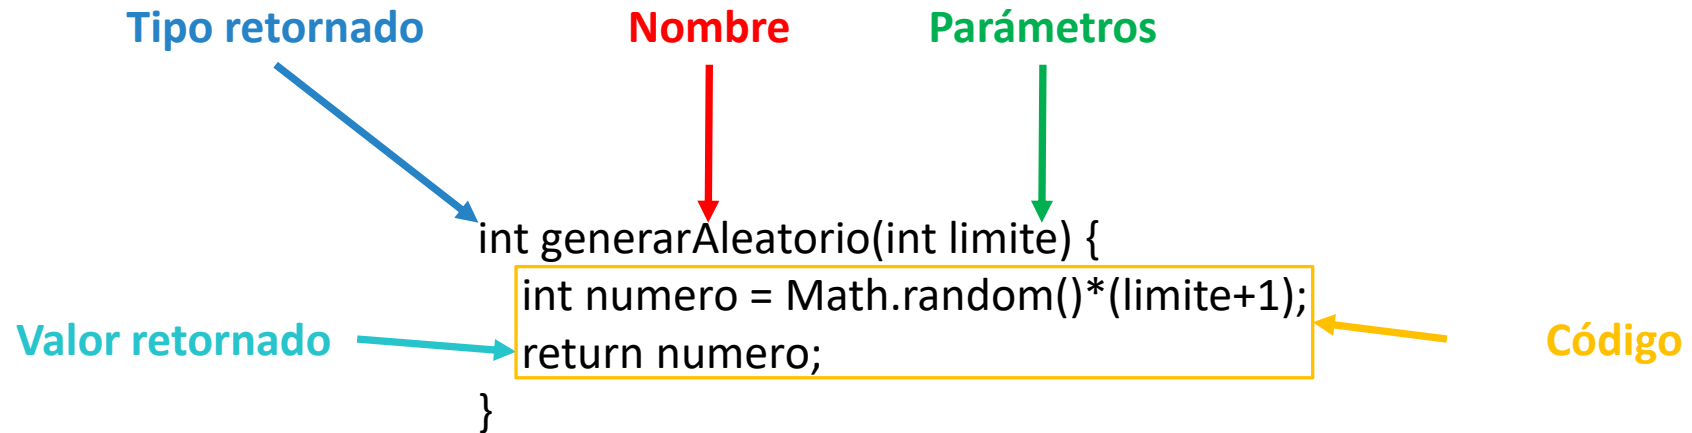 Tipo retornado
Nombre
Parámetros
int generarAleatorio(int limite) {
int numero = Math.random()*(limite+1);
Valor retornado
return numero;
Código
}